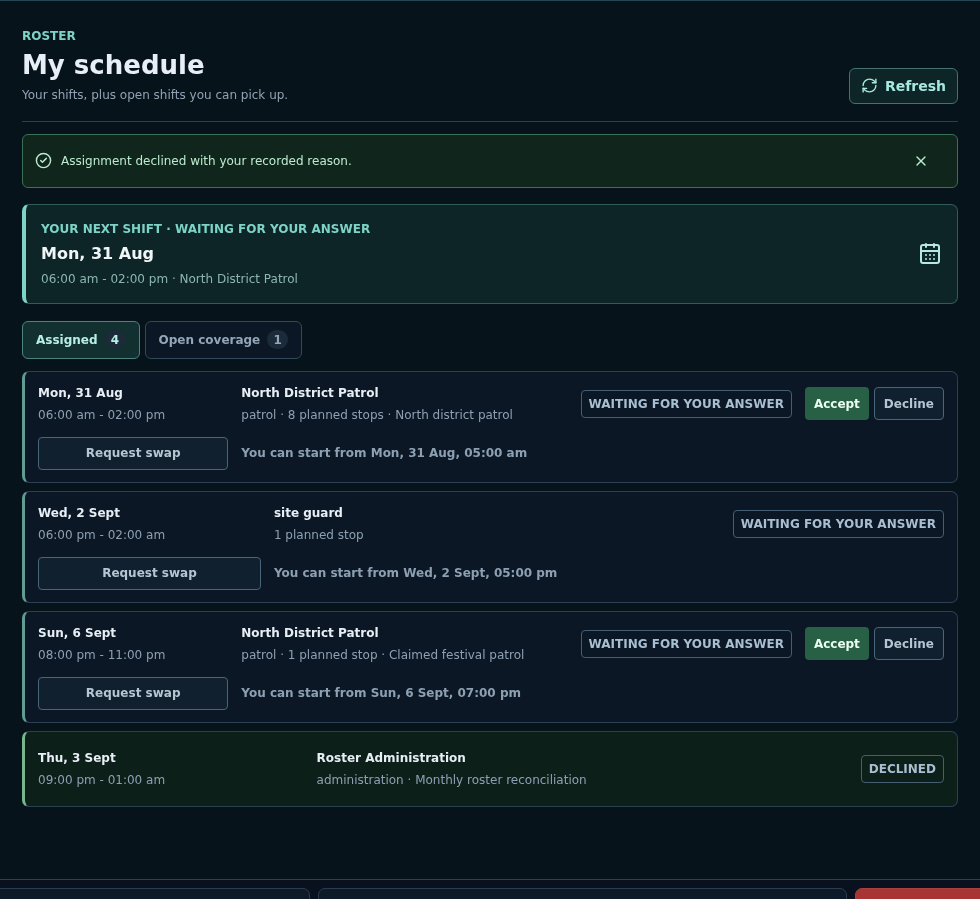 ROSTER
My schedule
Your shifts, plus open shifts you can pick up.
Refresh
Assignment declined with your recorded reason.
YOUR NEXT SHIFT · WAITING FOR YOUR ANSWER
Mon, 31 Aug
06:00 am - 02:00 pm · North District Patrol
Assigned 4
Open coverage 1
Mon, 31 Aug
06:00 am - 02:00 pm
North District Patrol
patrol · 8 planned stops · North district patrol
WAITING FOR YOUR ANSWER
Accept
Decline
Request swap
You can start from Mon, 31 Aug, 05:00 am
Wed, 2 Sept
06:00 pm - 02:00 am
site guard
1 planned stop
WAITING FOR YOUR ANSWER
Request swap
You can start from Wed, 2 Sept, 05:00 pm
Sun, 6 Sept
08:00 pm - 11:00 pm
North District Patrol
patrol · 1 planned stop · Claimed festival patrol
WAITING FOR YOUR ANSWER
Accept
Decline
Request swap
You can start from Sun, 6 Sept, 07:00 pm
Thu, 3 Sept
09:00 pm - 01:00 am
Roster Administration
administration · Monthly roster reconciliation
DECLINED